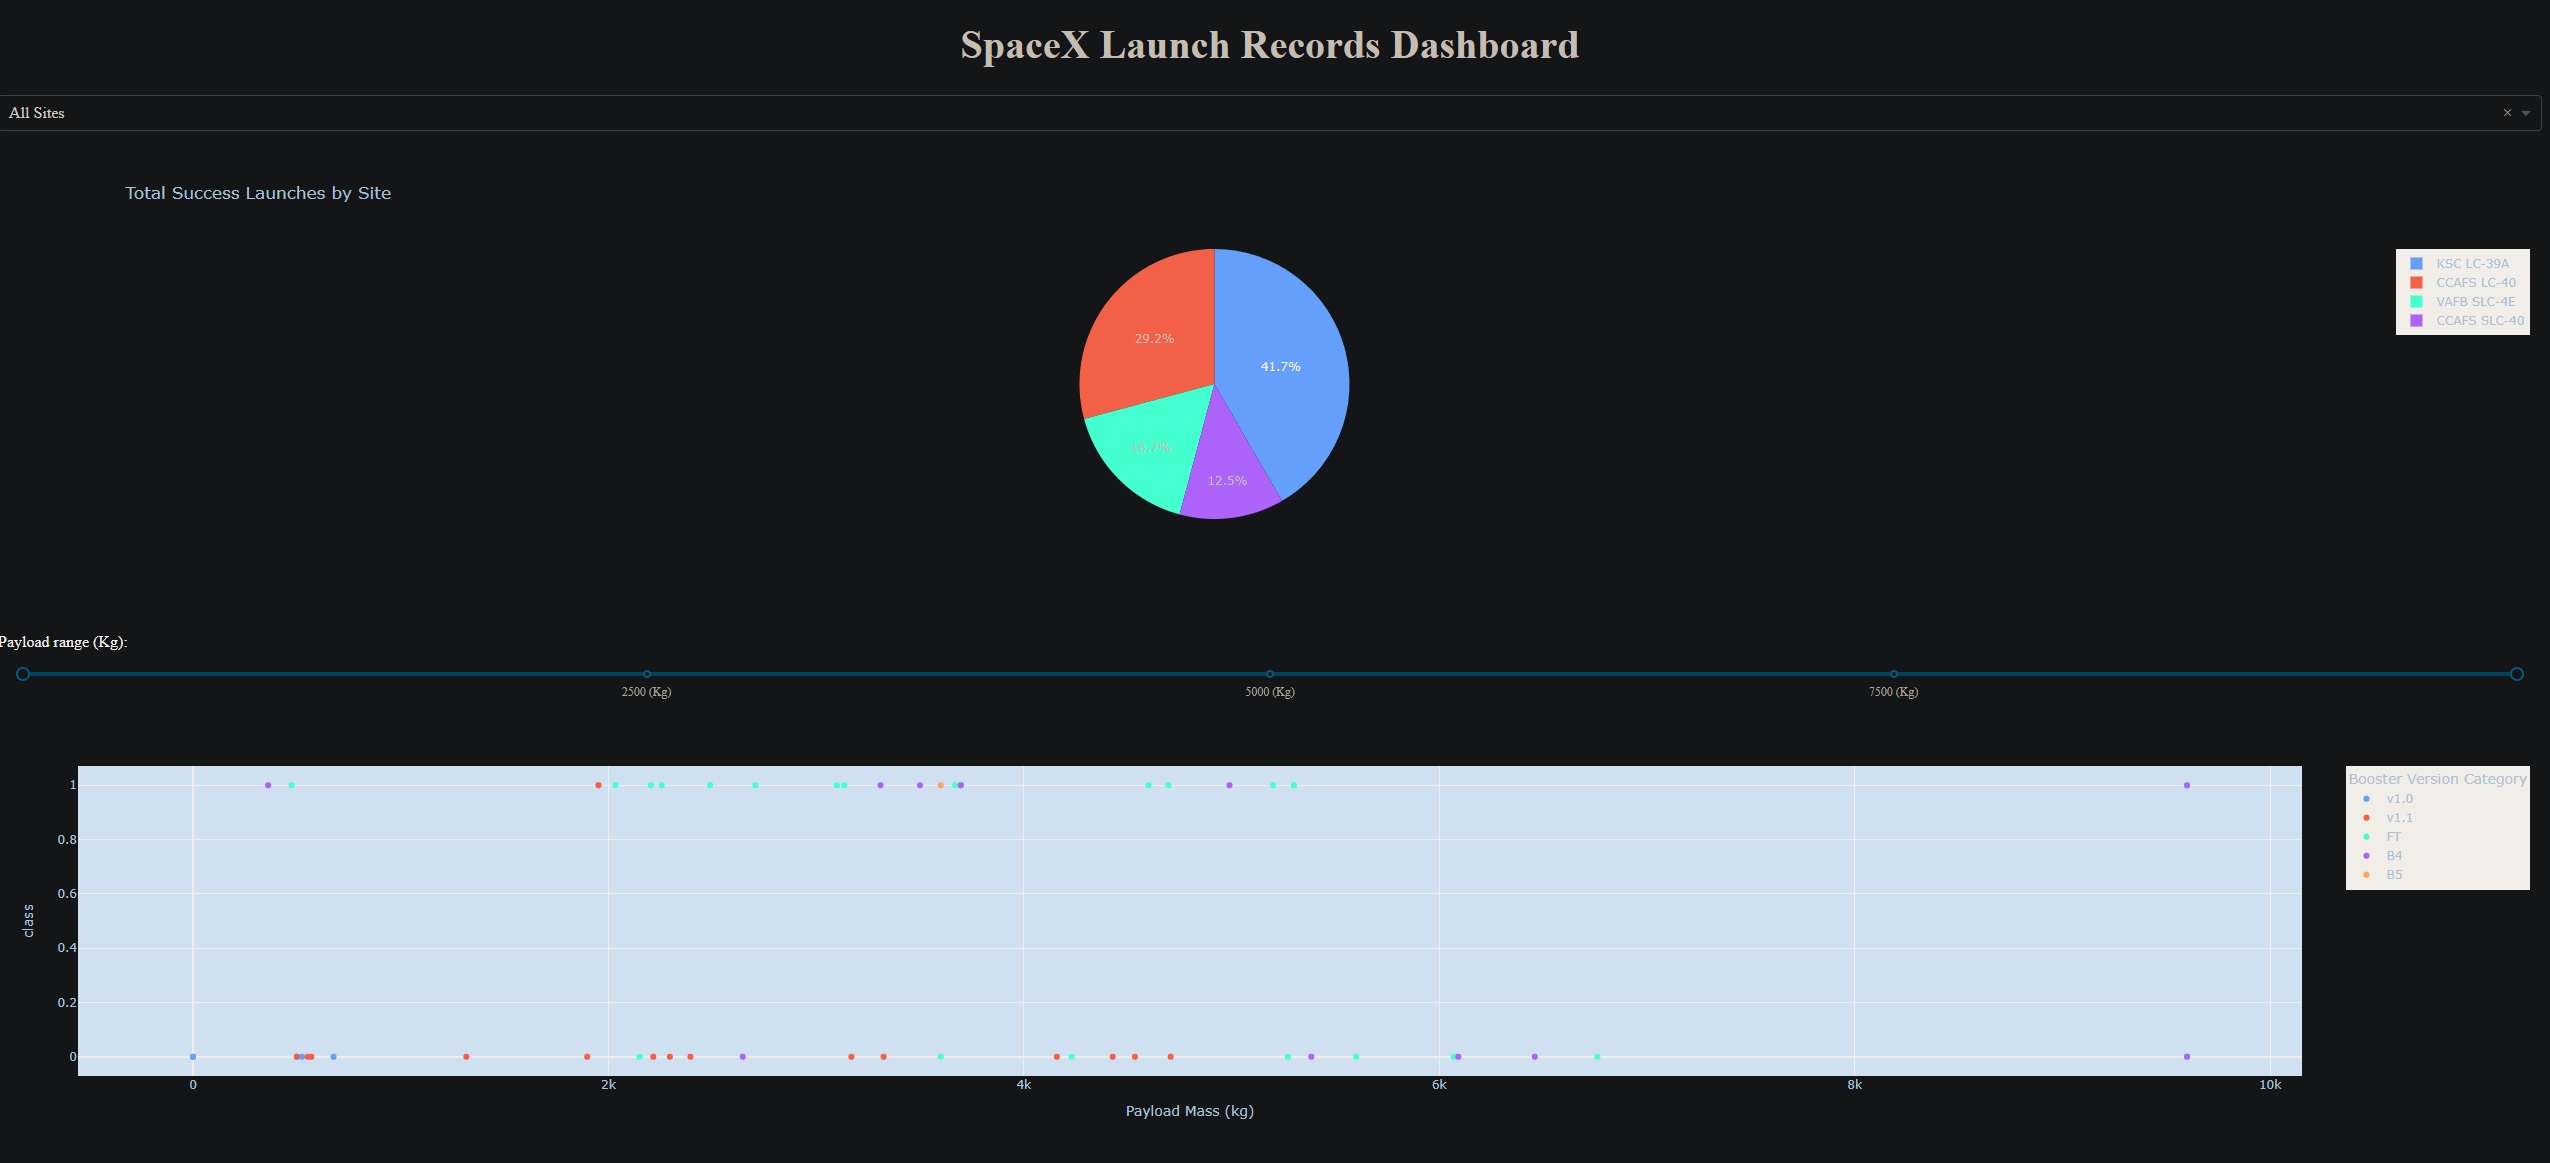 SpaceX Launch Records Dashboard
All Sites × 
Total Success Launches by Site
KSC LC-39A
CCAFS LC-40
VAFB SLC-4E
CCAFS SLC-40
29.2%
41.7%
16.7%
12.5%
Payload range (Kg):
2500 (Kg) 5000 (Kg) 7500 (Kg)
1
0.8
0.6
0.4
0.2
0
class
0 2k 4k 6k 8k 10k
Payload Mass (kg)
Booster Version Category
v1.0
v1.1
FT
B4
B5